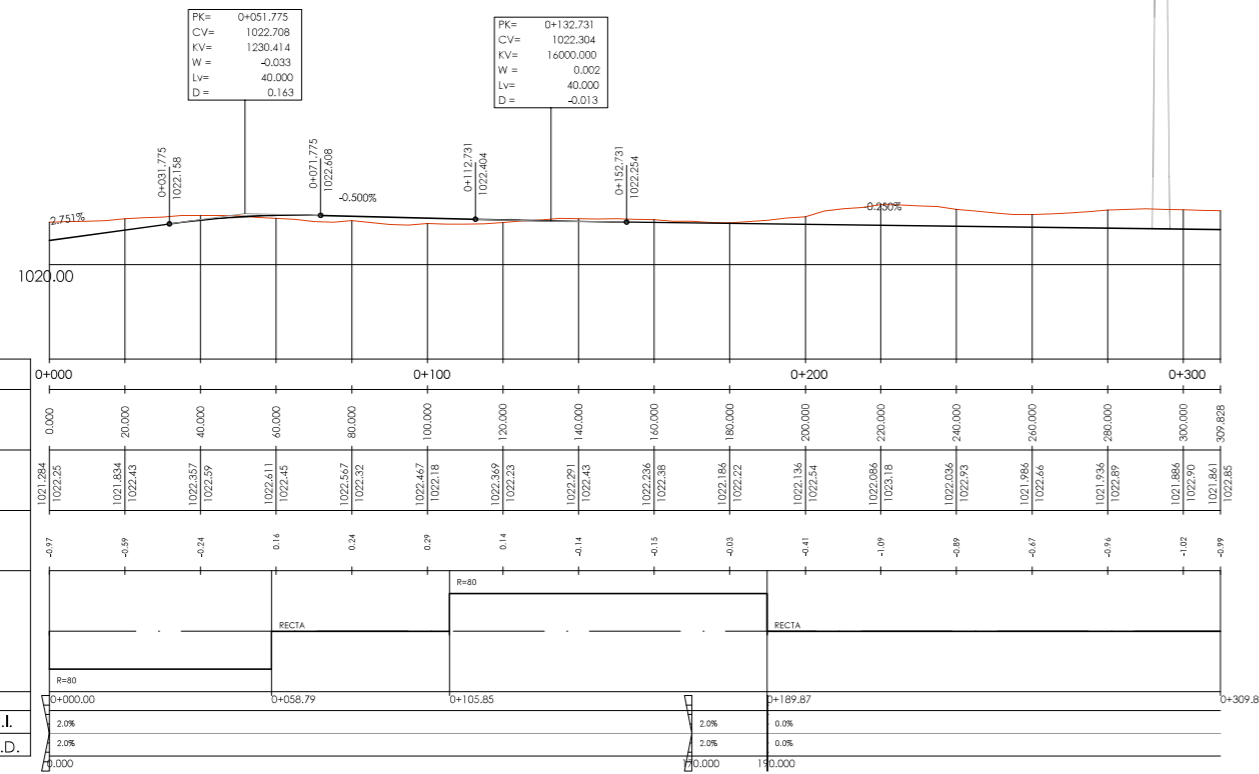 PK= 0+051.775
CV= 1022.708
KV= 1230.414
W = -0.033
Lv= 40.000
D = 0.163
PK= 0+132.731
CV= 1022.304
KV= 16000.000
W = 0.002
Lv= 40.000
D = -0.013
0+031.775
1022.158
0+071.775
1022.608
0+112.731
1022.404
0+152.731
1022.254
2.751%
-0.500%
-0.250%
1020.00
0+000 0+100 0+200 0+300
0.000 20.000 40.000 60.000 80.000 100.000 120.000 140.000 160.000 180.000 200.000 220.000 240.000 260.000 280.000 300.000 309.828
1021.284 1021.834 1022.357 1022.611 1022.567 1022.467 1022.369 1022.291 1022.236 1022.186 1022.136 1022.086 1022.036 1021.986 1021.936 1021.886 1021.861
1022.25 1022.43 1022.59 1022.45 1022.32 1022.18 1022.23 1022.43 1022.38 1022.22 1022.54 1023.18 1022.93 1022.66 1022.89 1022.90 1022.85
-0.97 -0.59 -0.24 0.16 0.24 0.29 0.14 -0.14 -0.15 -0.03 -0.41 -1.09 -0.89 -0.67 -0.96 -1.02 -0.99
R=80
RECTA RECTA
R=80
0+000.00 0+058.79 0+105.85 0+189.87 0+309.8
.I. 2.0% 2.0% 0.0%
.D. 2.0% 2.0% 0.0%
0.000 170.000 190.000